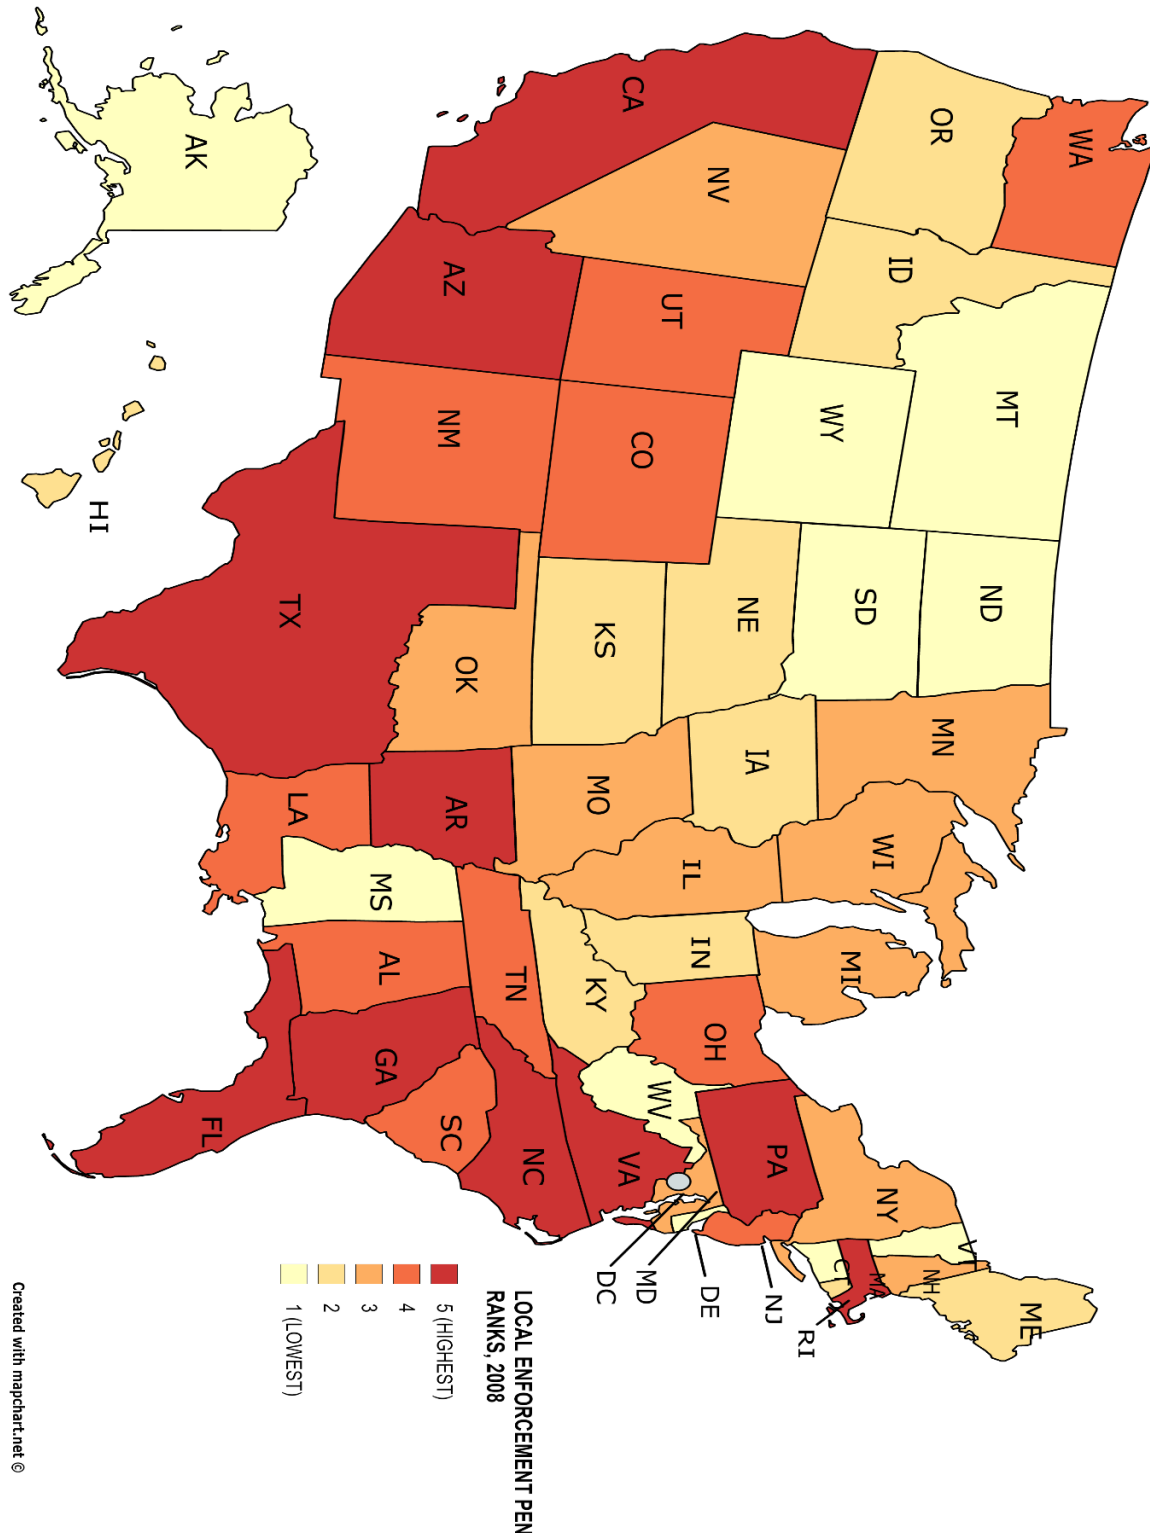 WA
OR
CA
NV
ID
MT
WY
UT
AZ
CO
NM
ND
SD
NE
KS
OK
TX
MN
IA
MO
AR
LA
WI
IL
MS
MI
IN
KY
TN
AL
OH
GA
FL
SC
NC
VA
WV
PA
NY
VT
NH
ME
MA
CT
RI
NJ
DE
MD
DC
AK
HI
LOCAL ENFORCEMENT PEN
RANKS, 2008
5 (HIGHEST)
4
3
2
1 (LOWEST)
Created with mapchart.net ©